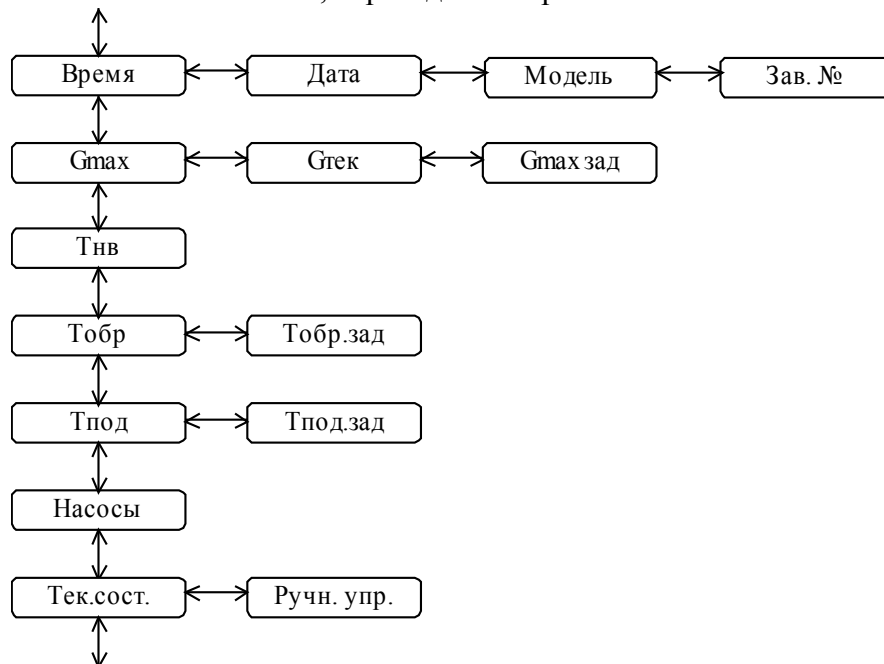 Время Дата Модель Зав. №
Gmax Gтек Gmax зад
Тнв
Тобр Тобр.зад
Тпод Тпод.зад
Насосы
Тек.сост. Ручн. упр.